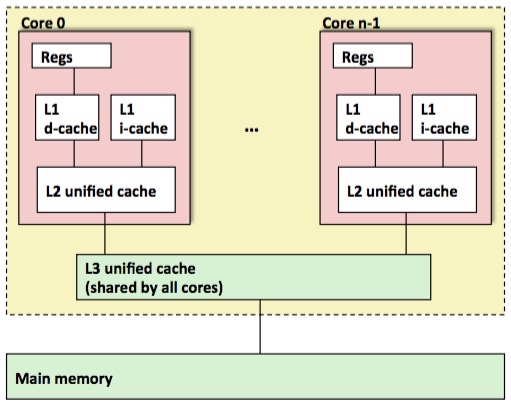 Core 0
Core n-1
Regs
Regs
L1
d-cache
L1
i-cache
...
L1
d-cache
L1
i-cache
L2 unified cache
L2 unified cache
L3 unified cache
(shared by all cores)
Main memory